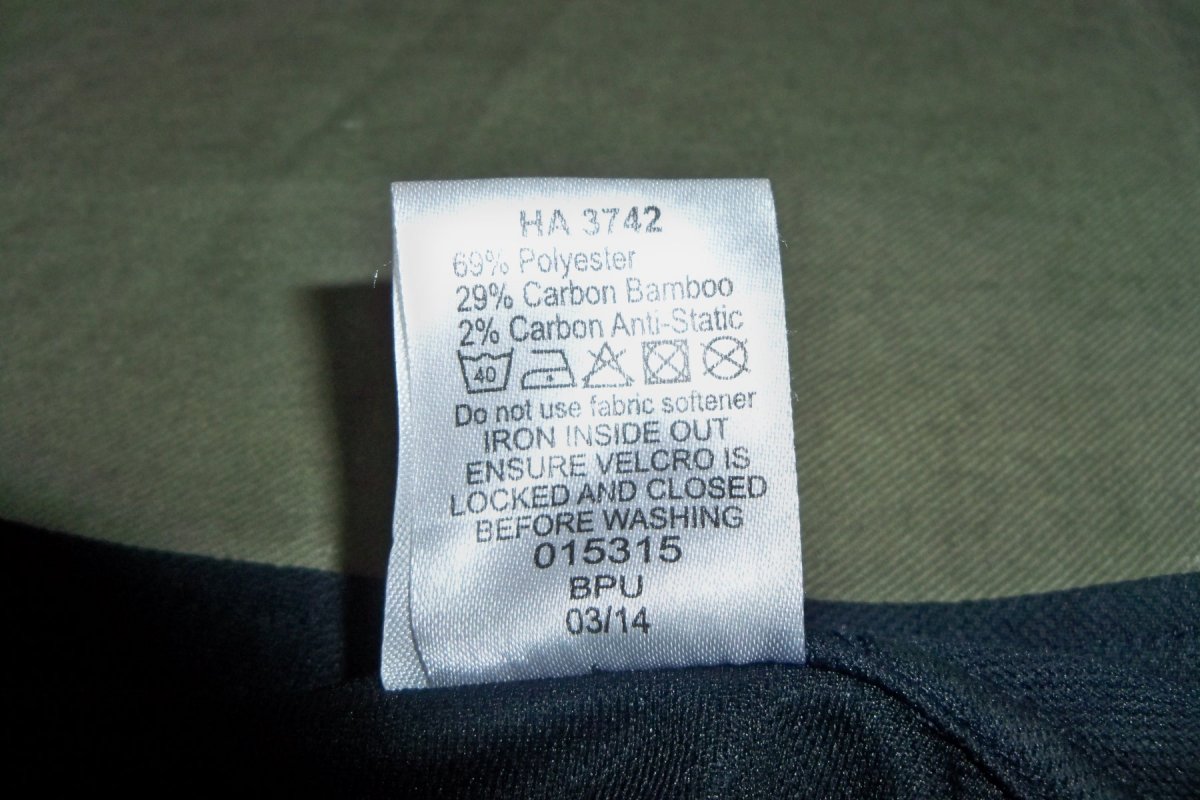 HA 3742
69% Polyester
29% Carbon Bamboo
2% Carbon Anti-Static
40
Do not use fabric softener
IRON INSIDE OUT
ENSURE VELCRO IS
LOCKED AND CLOSED
BEFORE WASHING
015315
BPU
03/14